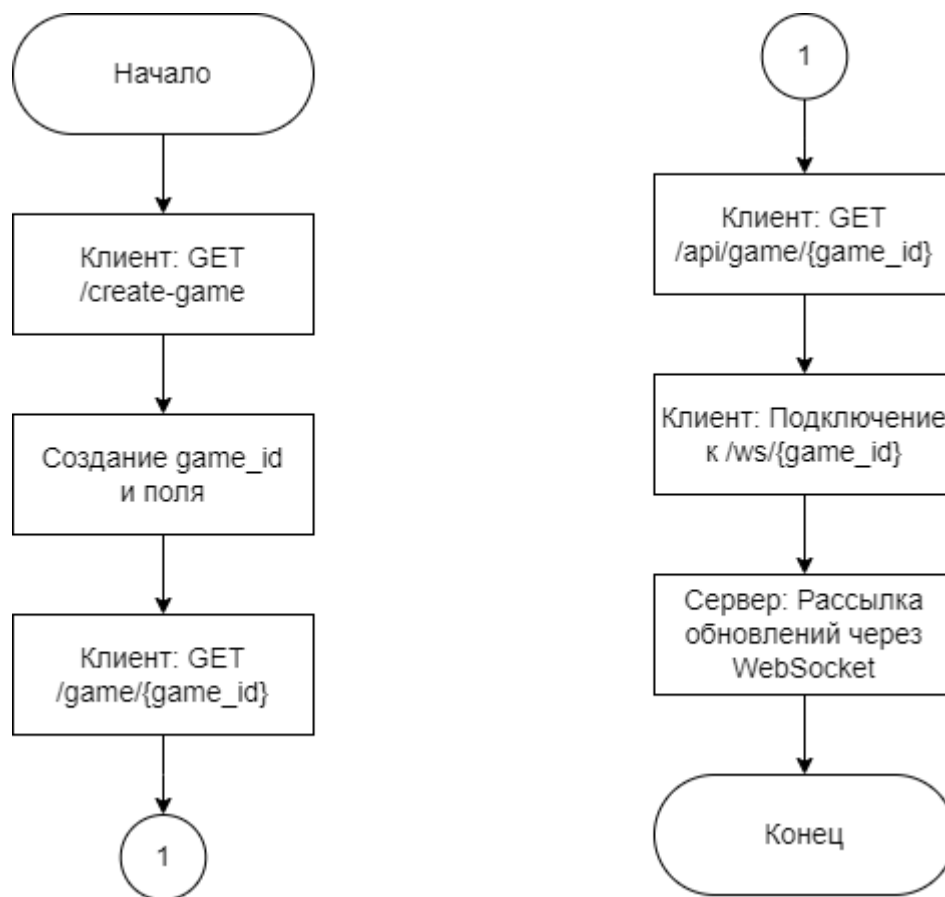 Начало
Клиент: GET
/create-game
Создание game_id
и поля
Клиент: GET
/game/{game_id}
1
1
Клиент: GET
/api/game/{game_id}
Клиент: Подключение
к /ws/{game_id}
Сервер: Рассылка
обновлений через
WebSocket
Конец